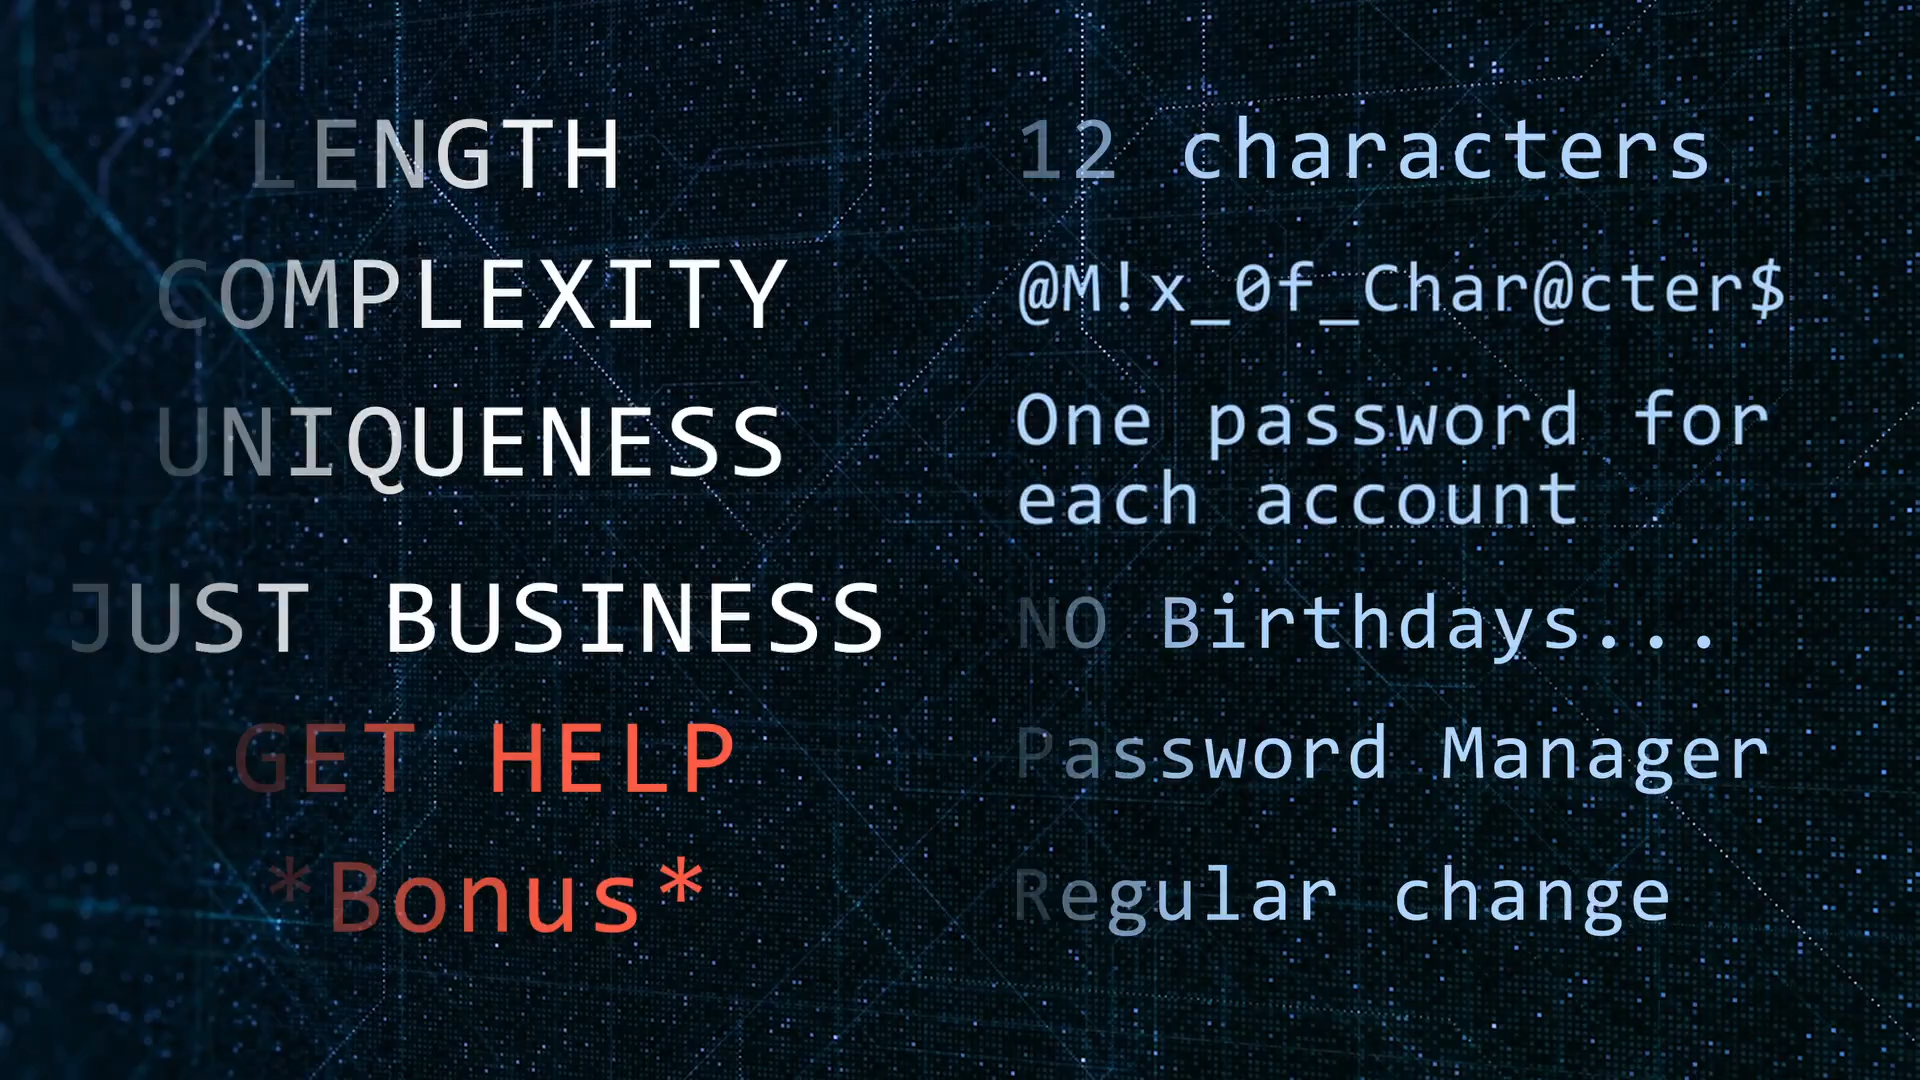 LENGTH 12 characters
COMPLEXITY @M!x_0f_Char@cter$
UNIQUENESS One password for
each account
JUST BUSINESS NO Birthdays...
GET HELP Password Manager
*Bonus* Regular change